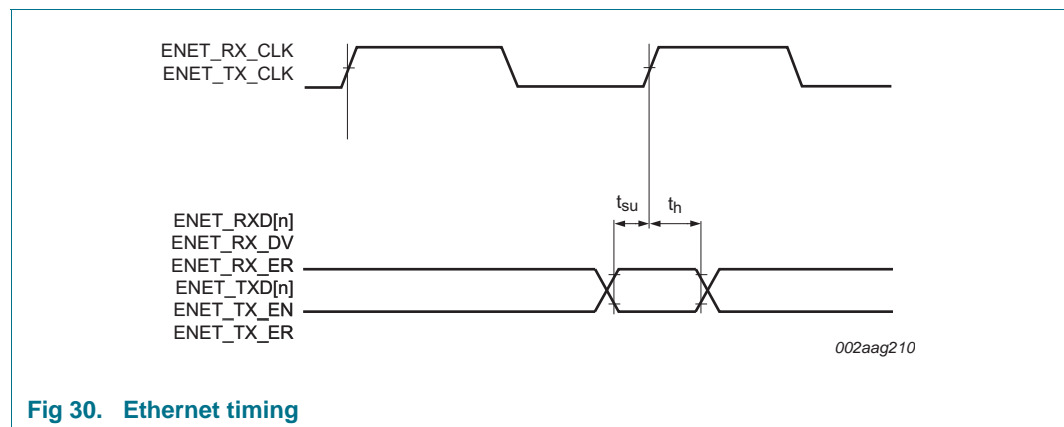 ENET_RX_CLK
ENET_TX_CLK
tsu
th
ENET_RXD[n]
ENET_RX_DV
ENET_RX_ER
ENET_TXD[n]
ENET_TX_EN
ENET_TX_ER
002aag210
Fig 30. Ethernet timing